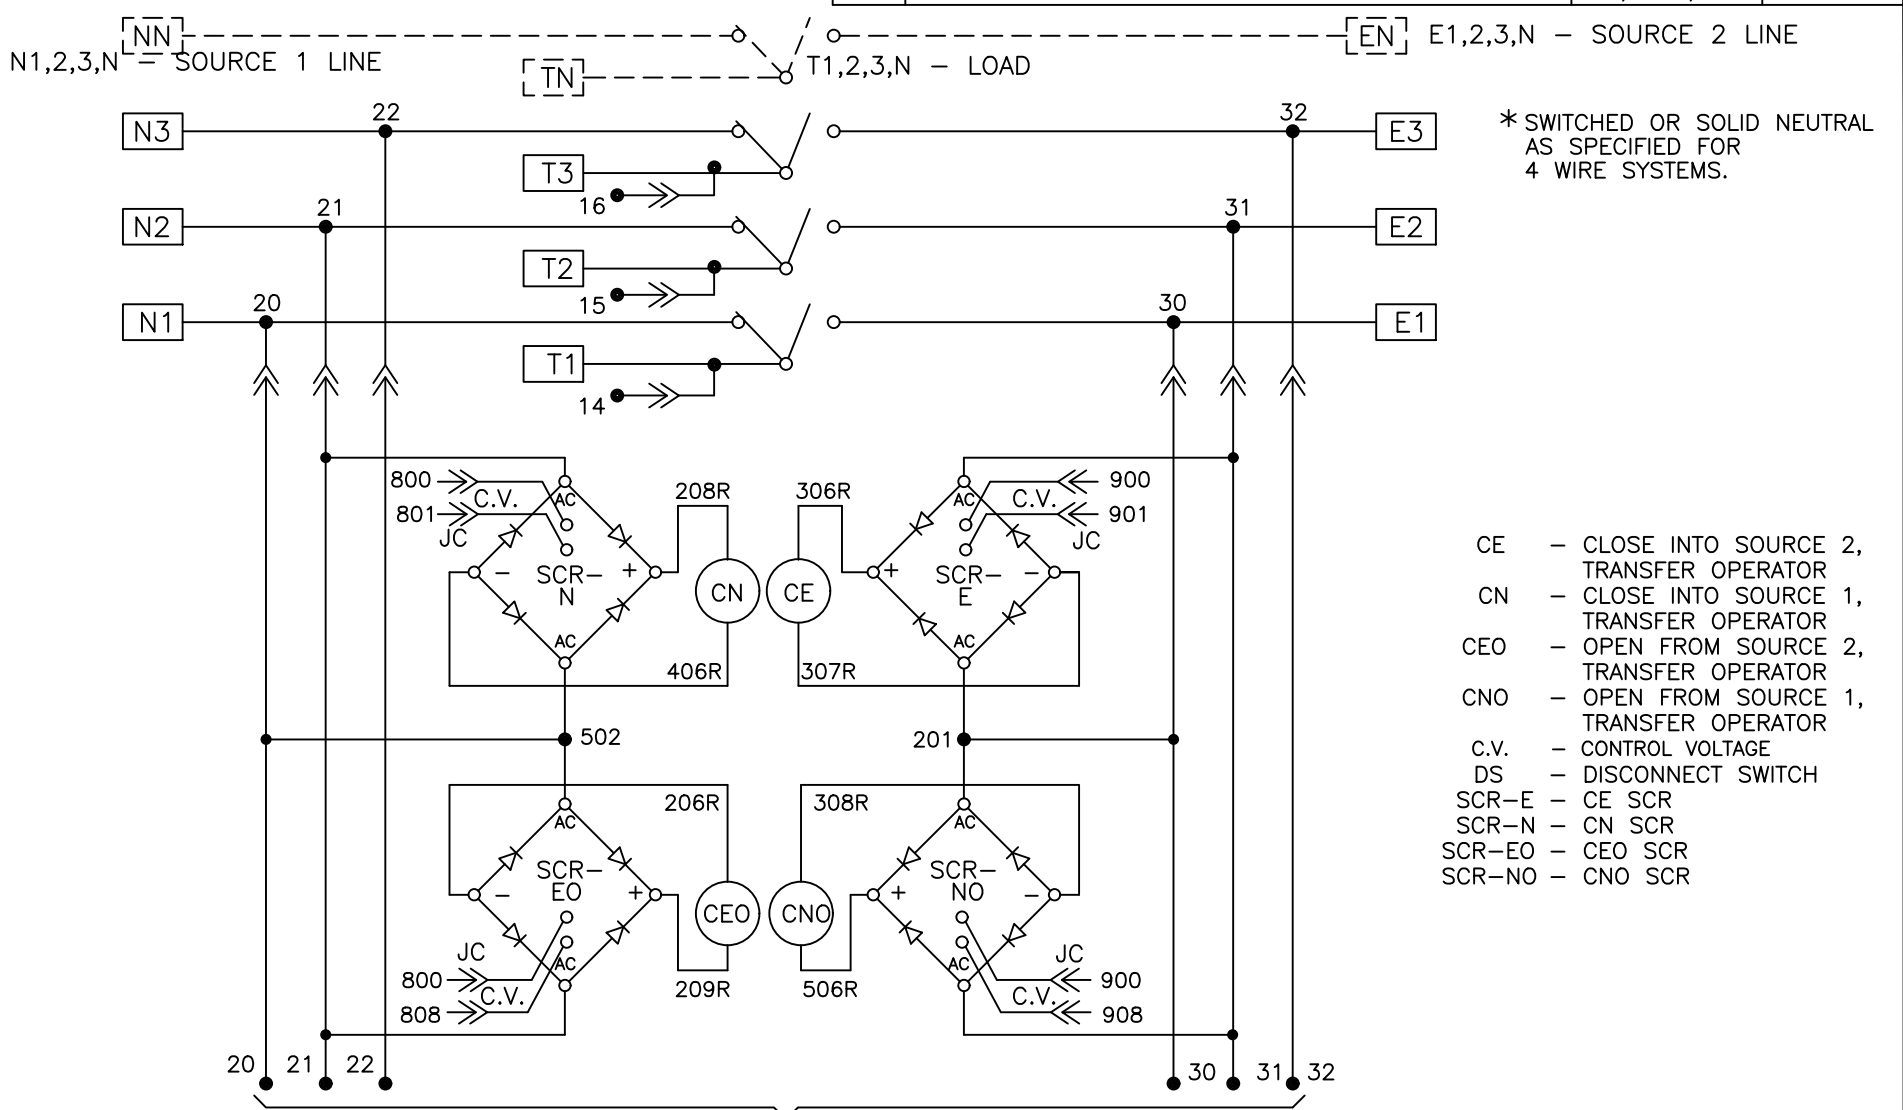 NN
EN
E1,2,3,N – SOURCE 2 LINE
N1,2,3,N – SOURCE 1 LINE
TN
T1,2,3,N – LOAD
22
32
N3
E3
* SWITCHED OR SOLID NEUTRAL
AS SPECIFIED FOR
4 WIRE SYSTEMS.
T3
16
21
31
N2
E2
T2
15
20
30
N1
E1
T1
14
800
C.V.
AC
208R
306R
AC
C.V.
900
801
JC
901
JC
– SCR– +
N
CN
CE
+ SCR– –
E
AC
406R
307R
AC
502
201
206R
308R
AC
AC
SCR–
EO
– +
CEO
CNO
SCR–
NO
+ –
JC
AC
800
C.V.
808
209R
506R
AC
JC
900
C.V.
908
20
21
22
30
31
32
CE – CLOSE INTO SOURCE 2,
TRANSFER OPERATOR
CN – CLOSE INTO SOURCE 1,
TRANSFER OPERATOR
CEO – OPEN FROM SOURCE 2,
TRANSFER OPERATOR
CNO – OPEN FROM SOURCE 1,
TRANSFER OPERATOR
C.V. – CONTROL VOLTAGE
DS – DISCONNECT SWITCH
SCR–E – CE SCR
SCR–N – CN SCR
SCR–EO – CEO SCR
SCR–NO – CNO SCR